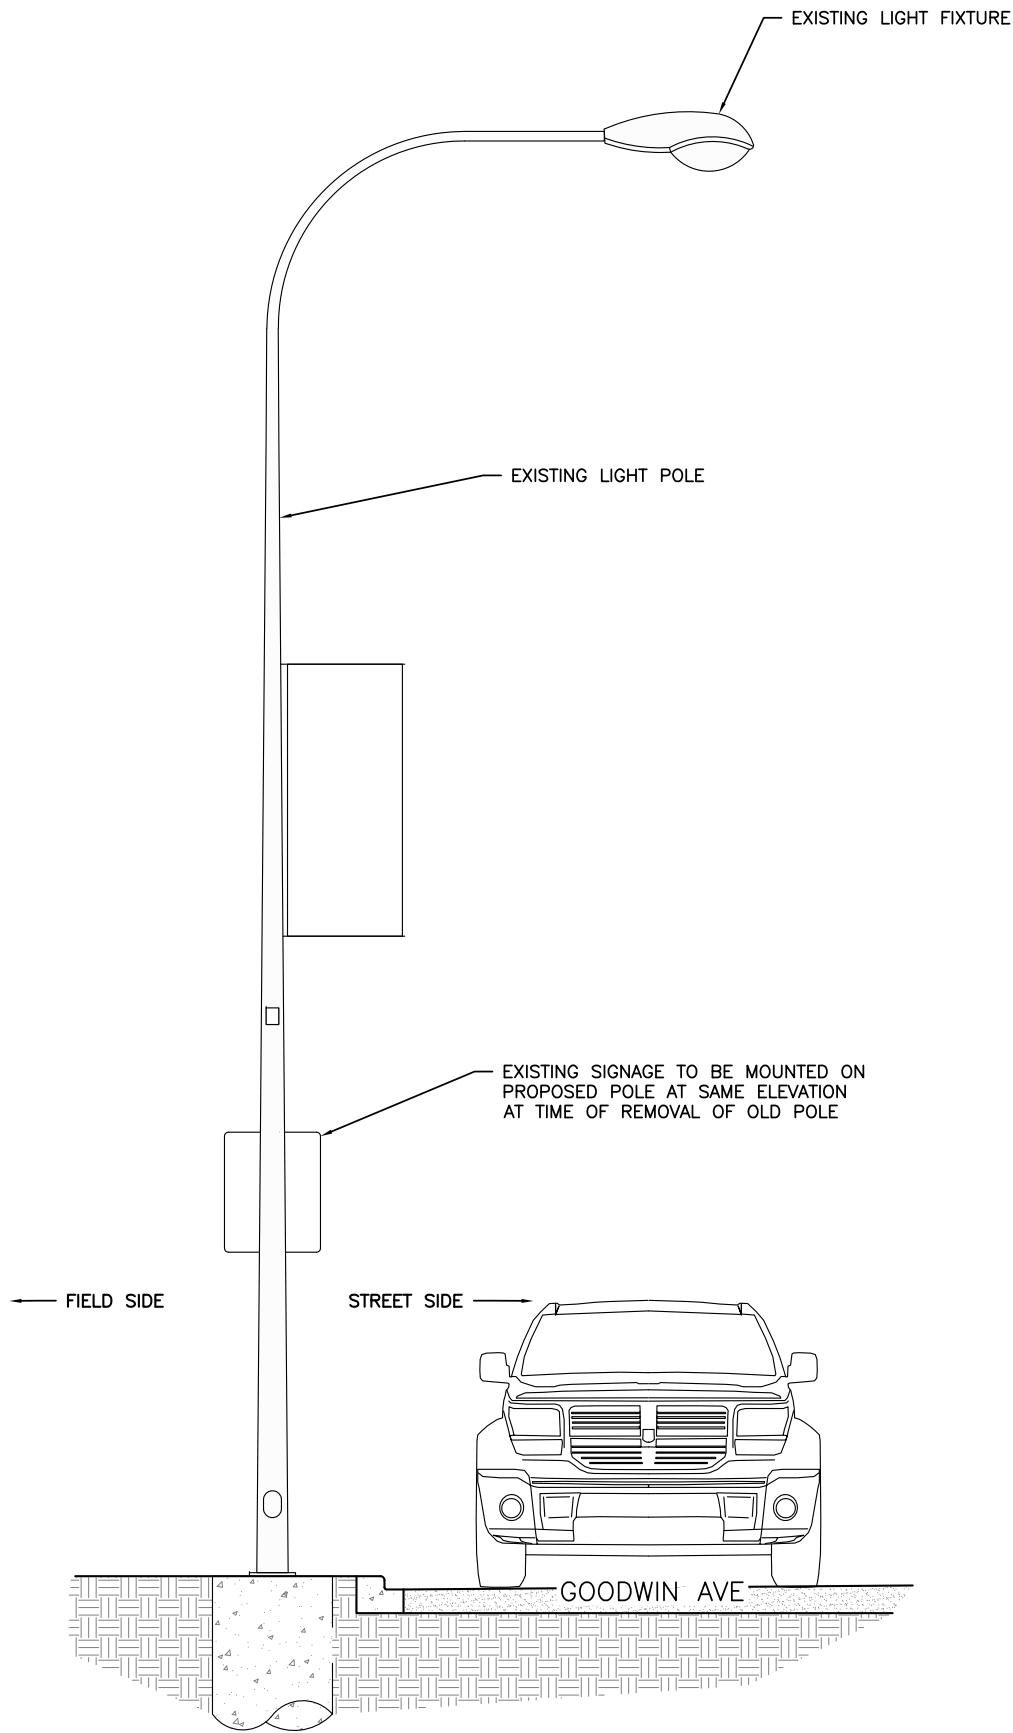 EXISTING LIGHT FIXTURE
EXISTING LIGHT POLE
EXISTING SIGNAGE TO BE MOUNTED ON
PROPOSED POLE AT SAME ELEVATION
AT TIME OF REMOVAL OF OLD POLE
FIELD SIDE
STREET SIDE
GOODWIN AVE